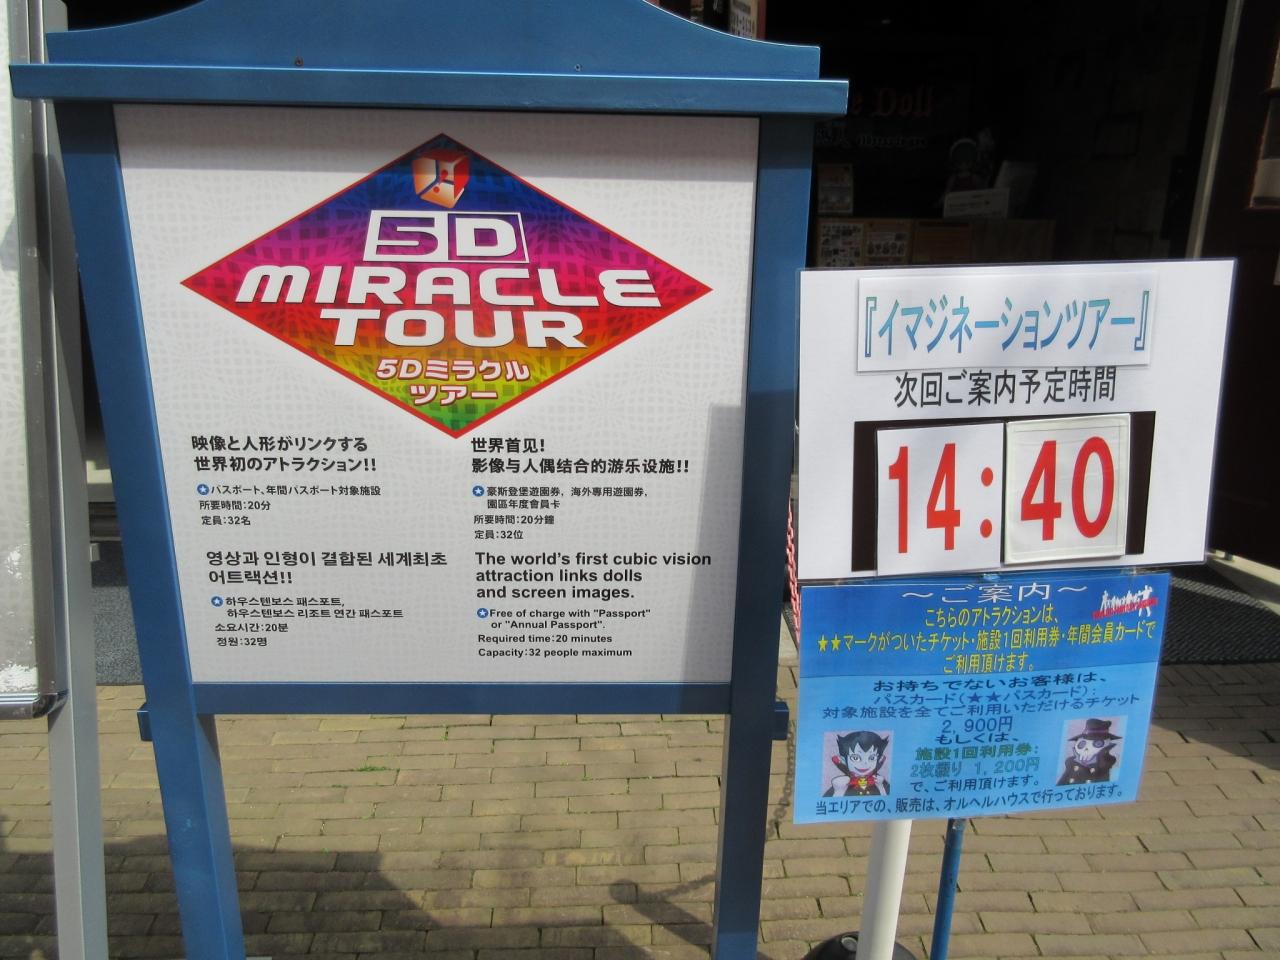 5D
MIRACLE
TOUR
5Dミラクル
ツアー
映像と人形がリンクする
世界初のアトラクション!!
✪パスポート、年間パスポート対象施設
所要時間:20分
定員:32名
世界首见!
影像与人偶结合的游乐设施!!
✪豪斯登堡遊園券, 海外専用遊園券,
園區年度會員卡
所要時間:20分鐘
定員:32位
영상과 인형이 결합된 세계최초
어트랙션!!
✪하우스텐보스 패스포트,
하우스텐보스 리조트 연간 패스포트
소요시간:20분
정원:32명
The world's first cubic vision
attraction links dolls
and screen images.
✪Free of charge with "Passport"
or "Annual Passport".
Required time:20 minutes
Capacity:32 people maximum
Doll
『イマジネーションツアー』
次回ご案内予定時間
14:40
～ご案内～
こちらのアトラクションは、
★★マークがついたチケット・施設1回利用券・年間会員カードで
ご利用頂けます。
お持ちでないお客様は、
パスカード(★★パスカード):
対象施設を全てご利用いただけるチケット
2,900円
もしくは、
施設1回利用券:
2枚綴り 1,200円
で、ご利用頂けます。
当エリアでの、販売は、オルヘルハウスで行っております。